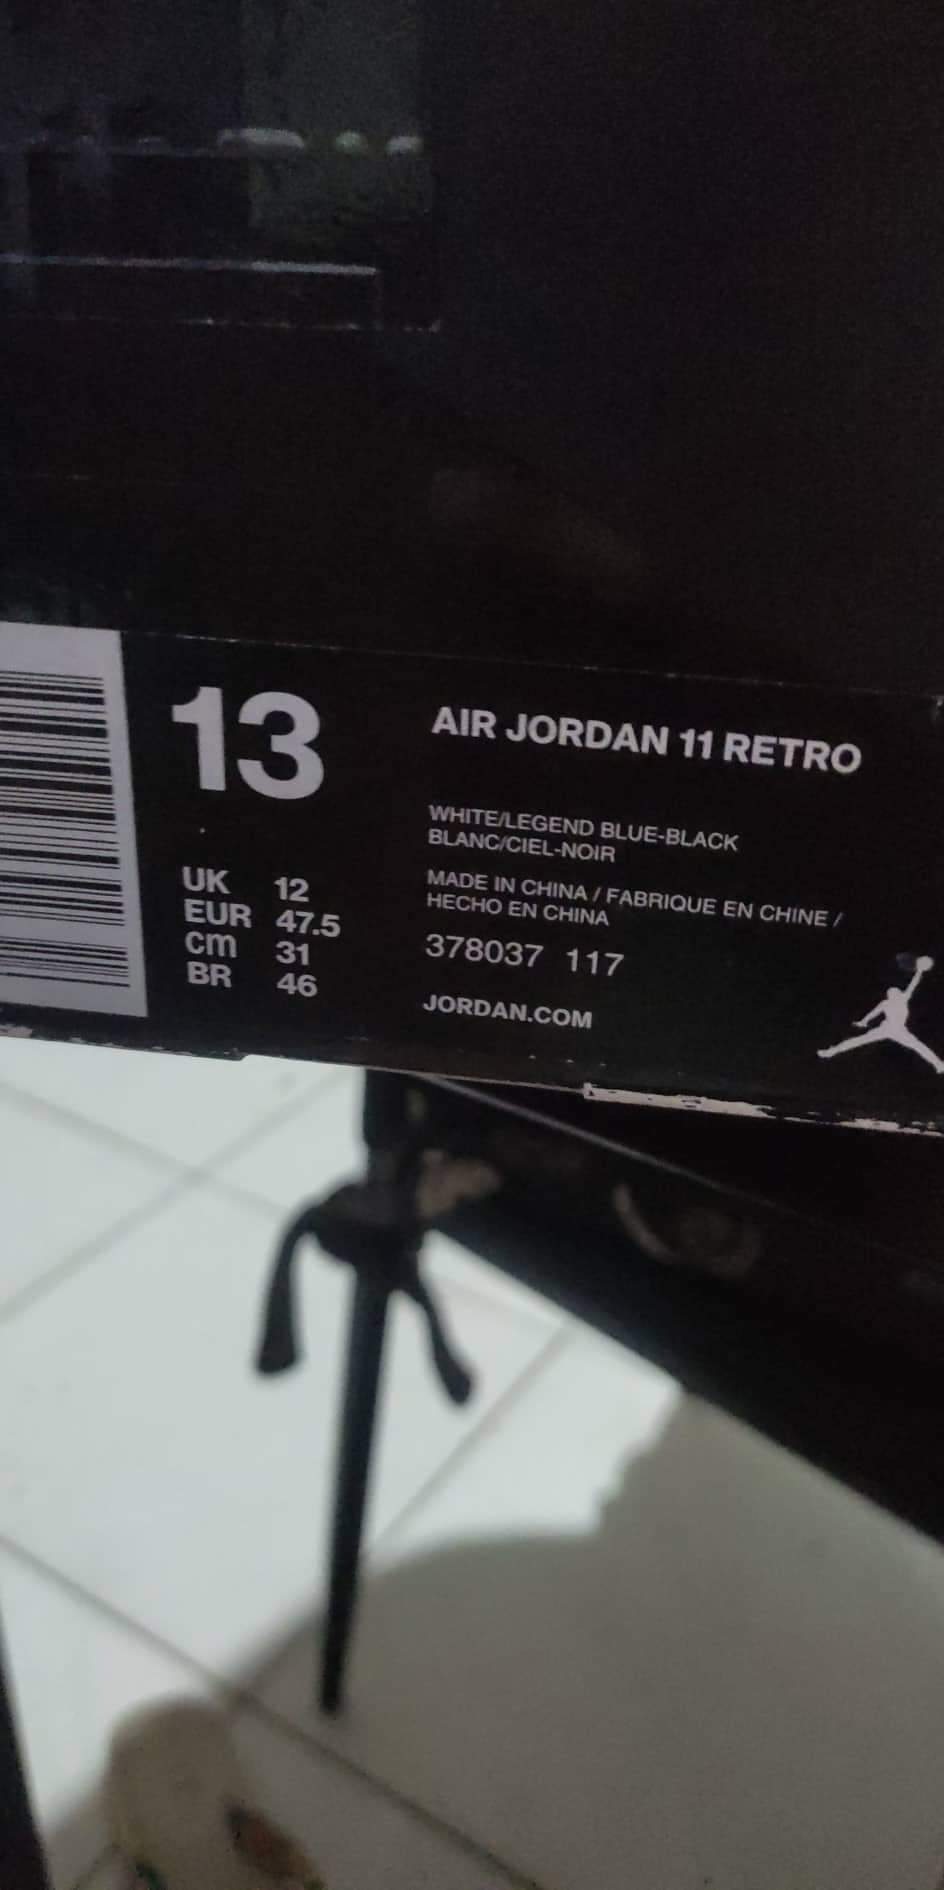 13
UK 12
EUR 47.5
cm 31
BR 46
AIR JORDAN 11 RETRO
WHITE/LEGEND BLUE-BLACK
BLANC/CIEL-NOIR
MADE IN CHINA / FABRIQUE EN CHINE /
HECHO EN CHINA
378037 117
JORDAN.COM